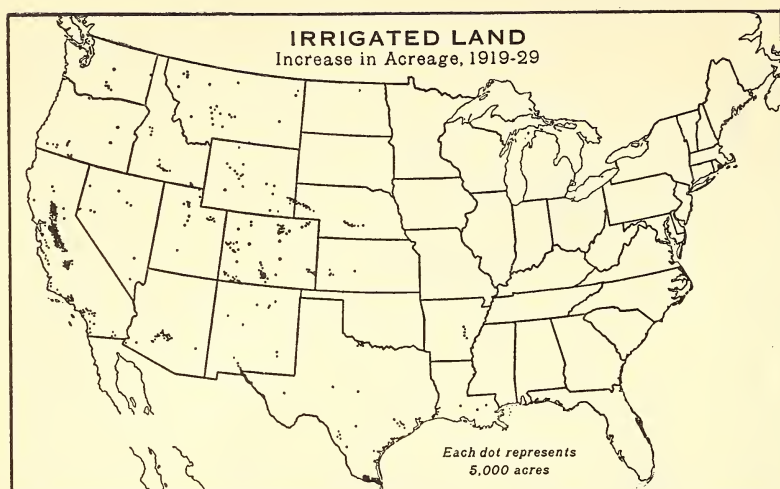 IRRIGATED LAND
Increase in Acreage, 1919-29
Each dot represents
5,000 acres